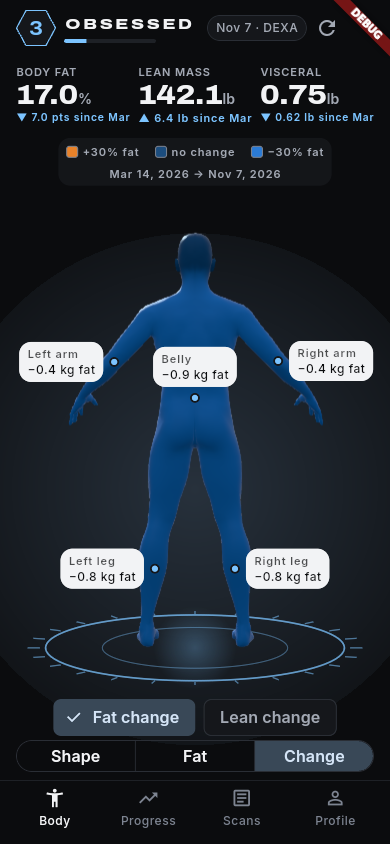 3 OBSESSED
Nov 7 · DEXA
DEBUG
BODY FAT
17.0%
▼ 7.0 pts since Mar
LEAN MASS
142.1lb
▲ 6.4 lb since Mar
VISCERAL
0.75lb
▼ 0.62 lb since Mar
+30% fat no change −30% fat
Mar 14, 2026 → Nov 7, 2026
Left arm
−0.4 kg fat
Belly
−0.9 kg fat
Right arm
−0.4 kg fat
Left leg
−0.8 kg fat
Right leg
−0.8 kg fat
Fat change
Lean change
Shape Fat Change
Body Progress Scans Profile